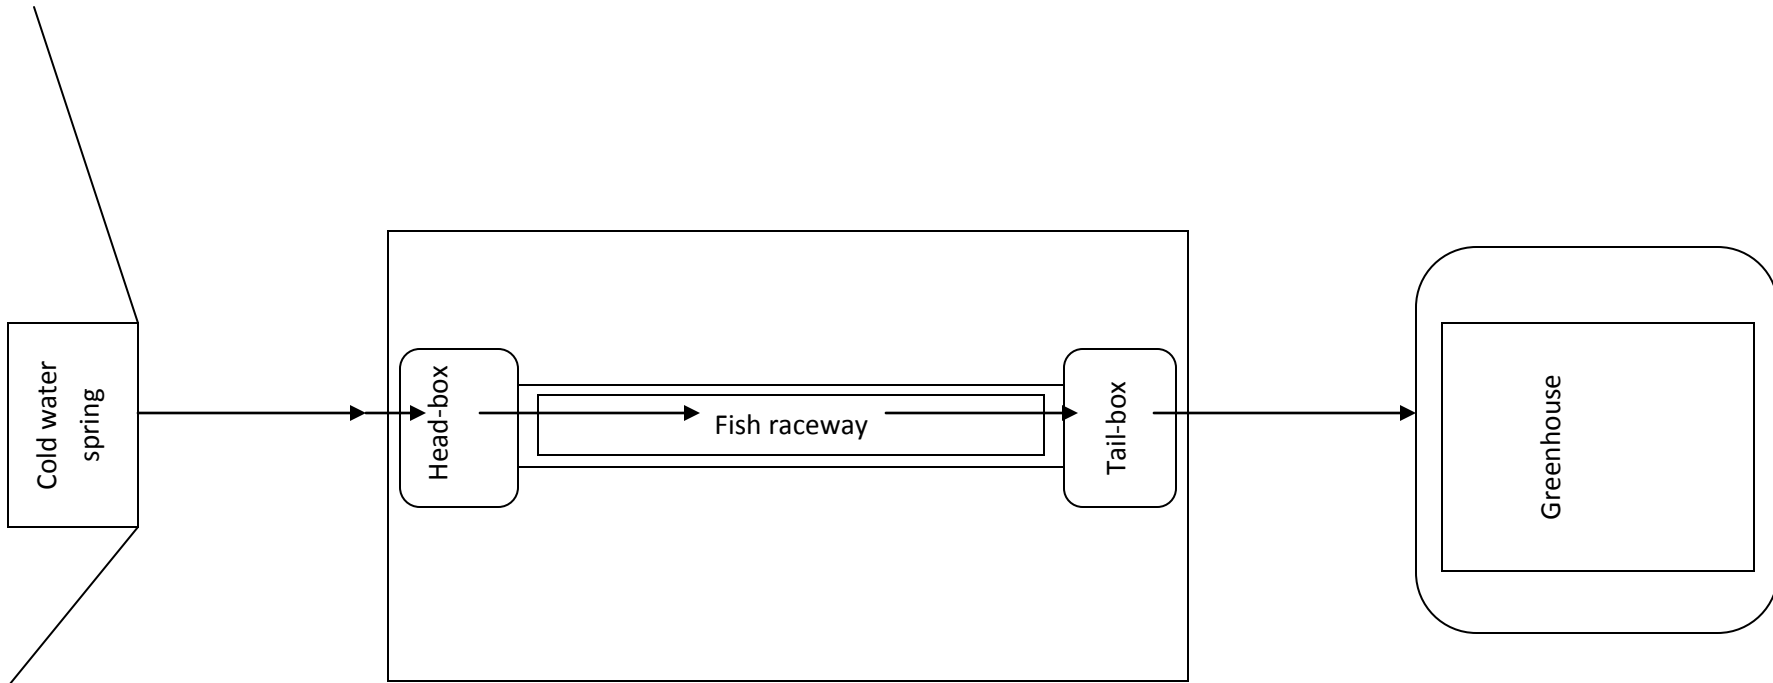 Cold water
spring
Head-box
Fish raceway
Tail-box
Greenhouse